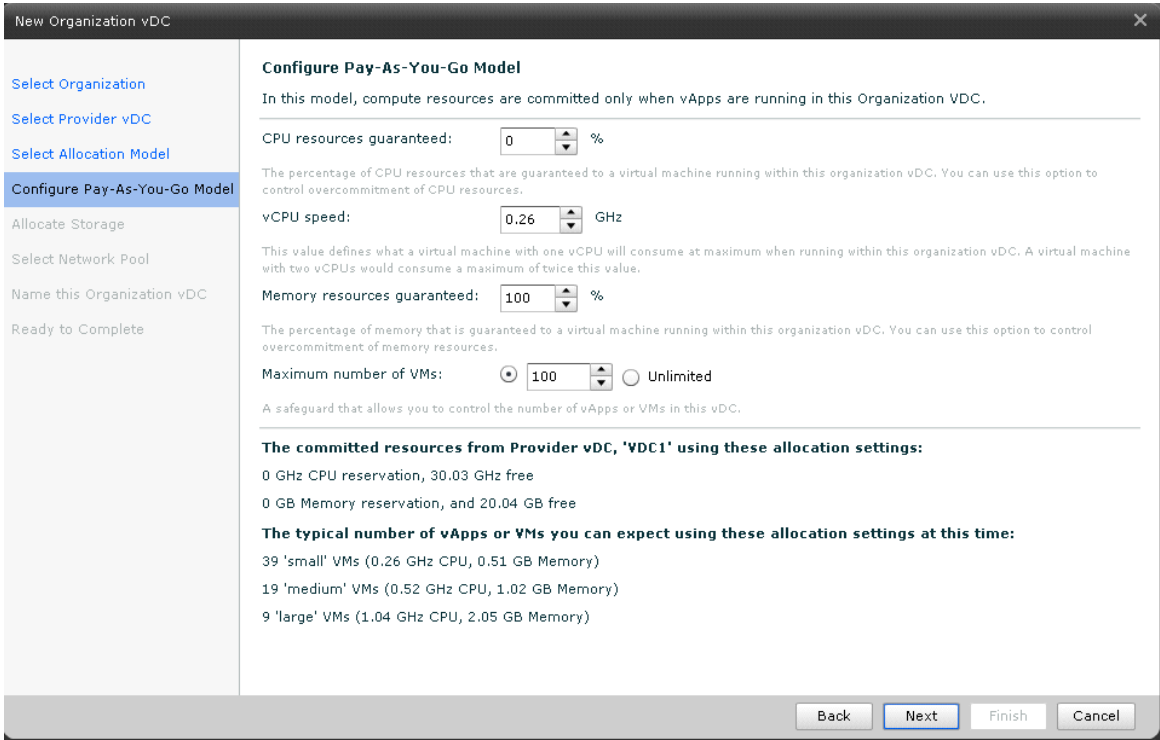 New Organization vDC
Select Organization
Select Provider vDC
Select Allocation Model
Configure Pay-As-You-Go Model
Allocate Storage
Select Network Pool
Name this Organization vDC
Ready to Complete
Configure Pay-As-You-Go Model
In this model, compute resources are committed only when vApps are running in this Organization VDC.
CPU resources guaranteed: 0 %
The percentage of CPU resources that are guaranteed to a virtual machine running within this organization vDC. You can use this option to
control overcommitment of CPU resources.
vCPU speed: 0.26 GHz
This value defines what a virtual machine with one vCPU will consume at maximum when running within this organization vDC. A virtual machine
with two vCPUs would consume a maximum of twice this value.
Memory resources guaranteed: 100 %
The percentage of memory that is guaranteed to a virtual machine running within this organization vDC. You can use this option to control
overcommitment of memory resources.
Maximum number of VMs: 100 Unlimited
A safeguard that allows you to control the number of vApps or VMs in this vDC.
The committed resources from Provider vDC, 'VDC1' using these allocation settings:
0 GHz CPU reservation, 30.03 GHz free
0 GB Memory reservation, and 20.04 GB free
The typical number of vApps or VMs you can expect using these allocation settings at this time:
39 'small' VMs (0.26 GHz CPU, 0.51 GB Memory)
19 'medium' VMs (0.52 GHz CPU, 1.02 GB Memory)
9 'large' VMs (1.04 GHz CPU, 2.05 GB Memory)
Back Next Finish Cancel